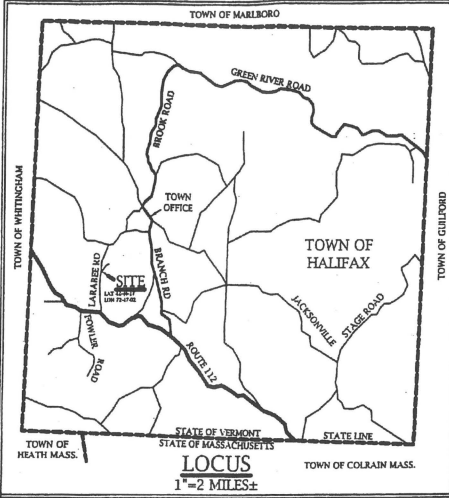 TOWN OF MARLBORO
GREEN RIVER ROAD
BROOK ROAD
TOWN OF WHITINGHAM
TOWN OF GUILFORD
TOWN
OFFICE
TOWN OF
HALIFAX
LARABEE RD
SITE
BRANCH RD
JACKSONVILLE
STAGE ROAD
FOWLER
ROAD
ROUTE 112
STATE OF VERMONT
STATE OF MASSACHUSETTS
STATE LINE
TOWN OF
HEATH MASS.
LOCUS
1"=2 MILES±
TOWN OF COLRAIN MASS.